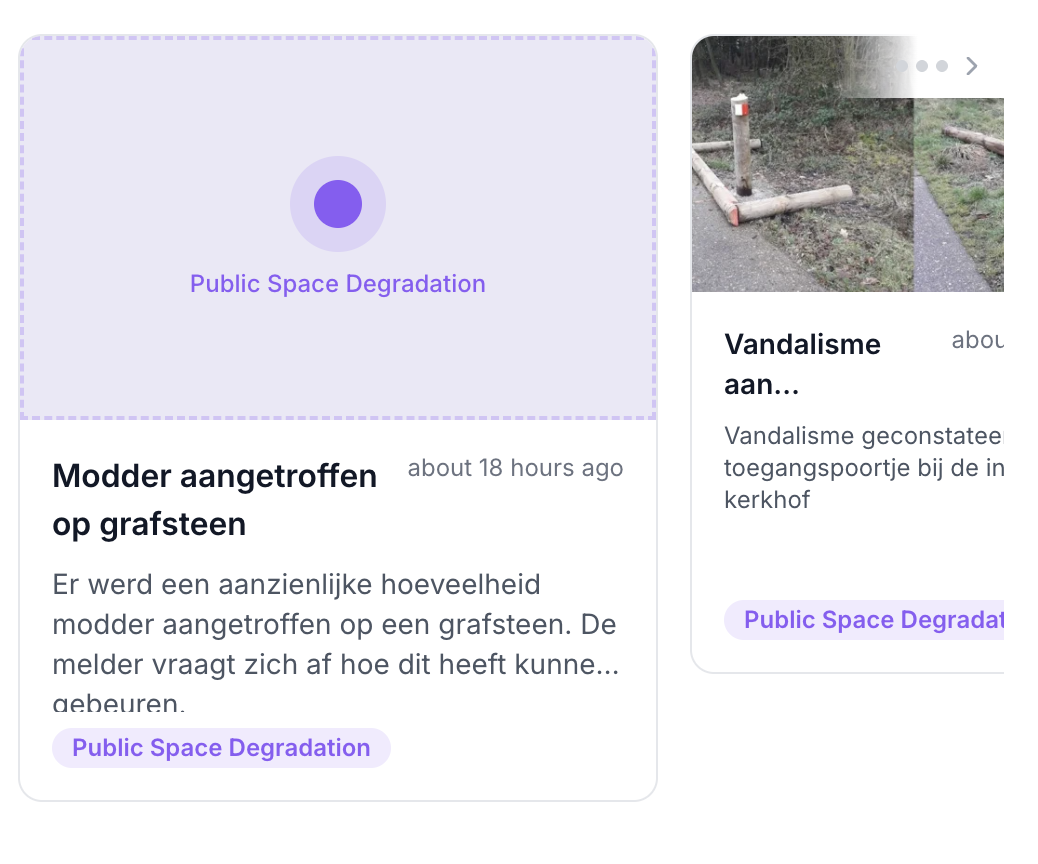 Public Space Degradation
Modder aangetroffen
op grafsteen
about 18 hours ago
Er werd een aanzienlijke hoeveelheid
modder aangetroffen op een grafsteen. De
melder vraagt zich af hoe dit heeft kunne...
gebeuren.
Public Space Degradation
Vandalisme
aan...
abou
Vandalisme geconstatee
toegangspoortje bij de in
kerkhof
Public Space Degradat